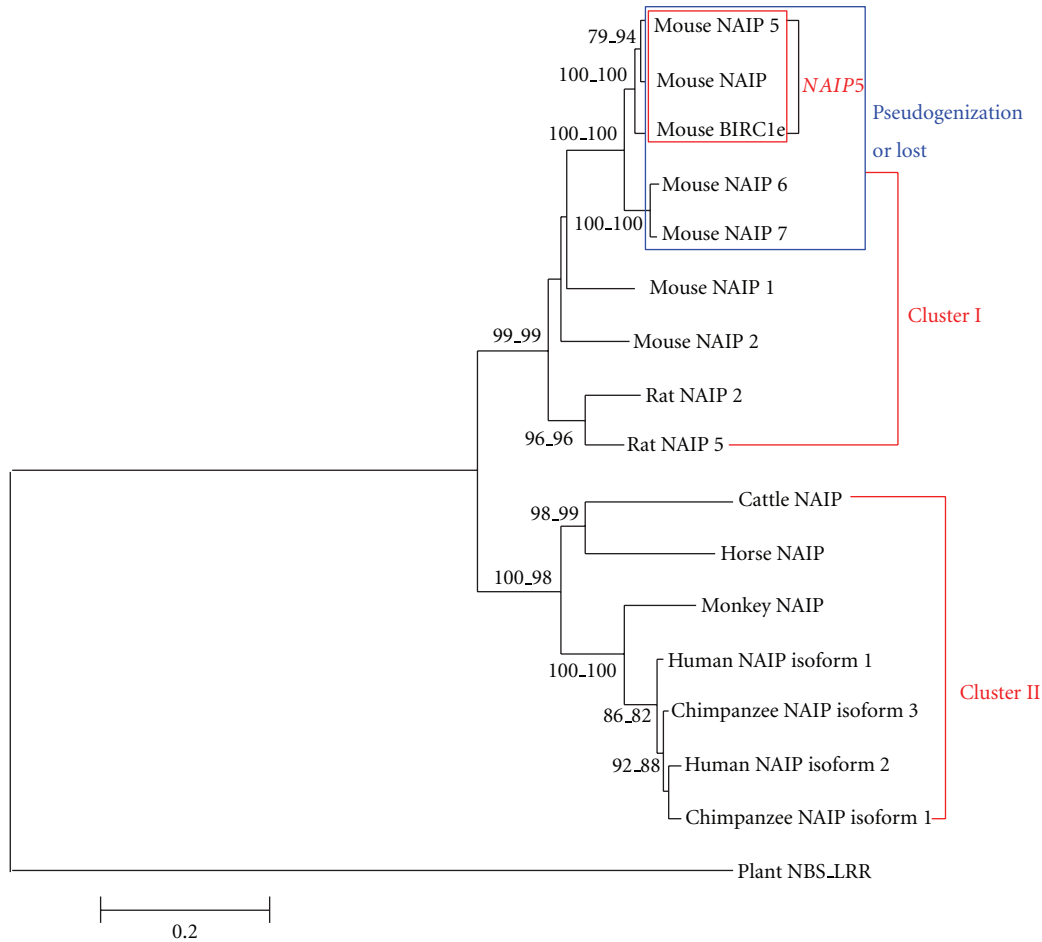 Mouse NAIP 5
79_94
Mouse NAIP
100_100
NAIP5
Mouse BIRC1e
100_100
Pseudogenization
or lost
Mouse NAIP 6
100_100
Mouse NAIP 7
Mouse NAIP 1
Cluster I
99_99
Mouse NAIP 2
Rat NAIP 2
96_96
Rat NAIP 5
Cattle NAIP
98_99
Horse NAIP
100_98
Monkey NAIP
100_100
Human NAIP isoform 1
Cluster II
86_82
Chimpanzee NAIP isoform 3
92_88
Human NAIP isoform 2
Chimpanzee NAIP isoform 1
Plant NBS_LRR
0.2